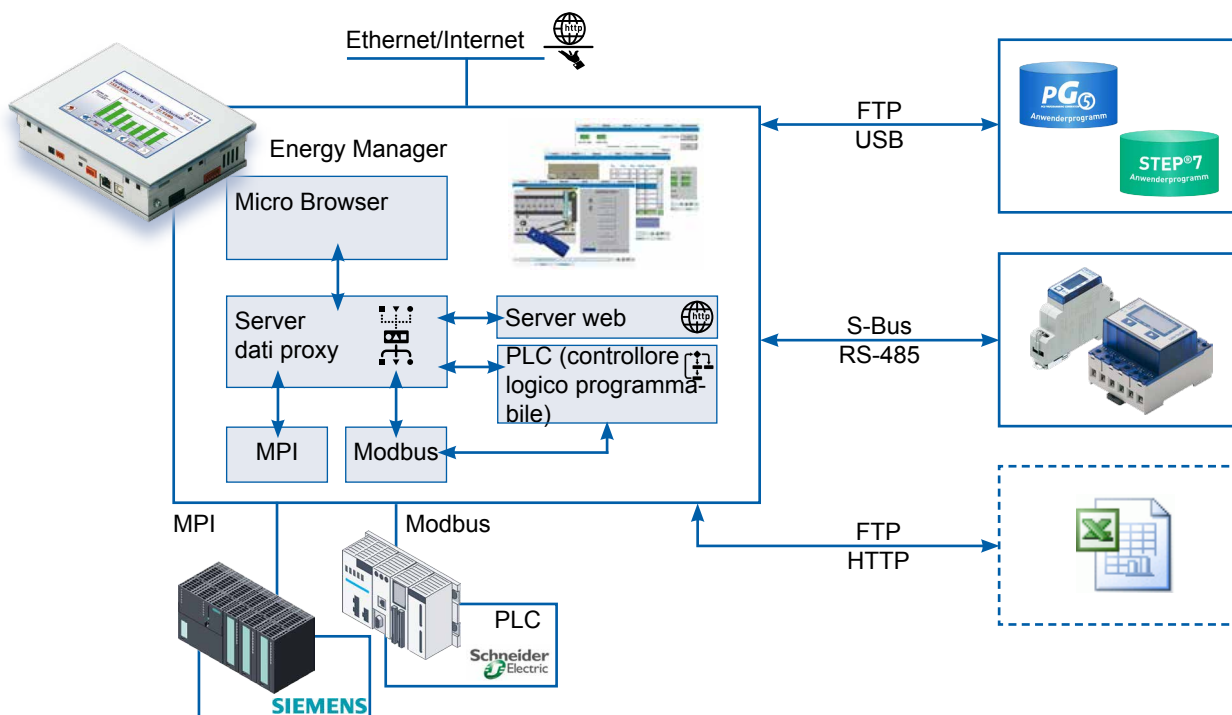 Ethernet/Internet
http
Energy Manager
Micro Browser
Server
dati proxy
Server web
http
PLC (controllore
logico programma-
bile)
MPI
Modbus
FTP
USB
PG5
Anwenderprogramm
STEP®7
Anwenderprogramm
S-Bus
RS-485
FTP
HTTP
MPI
Modbus
PLC
Schneider
Electric
SIEMENS